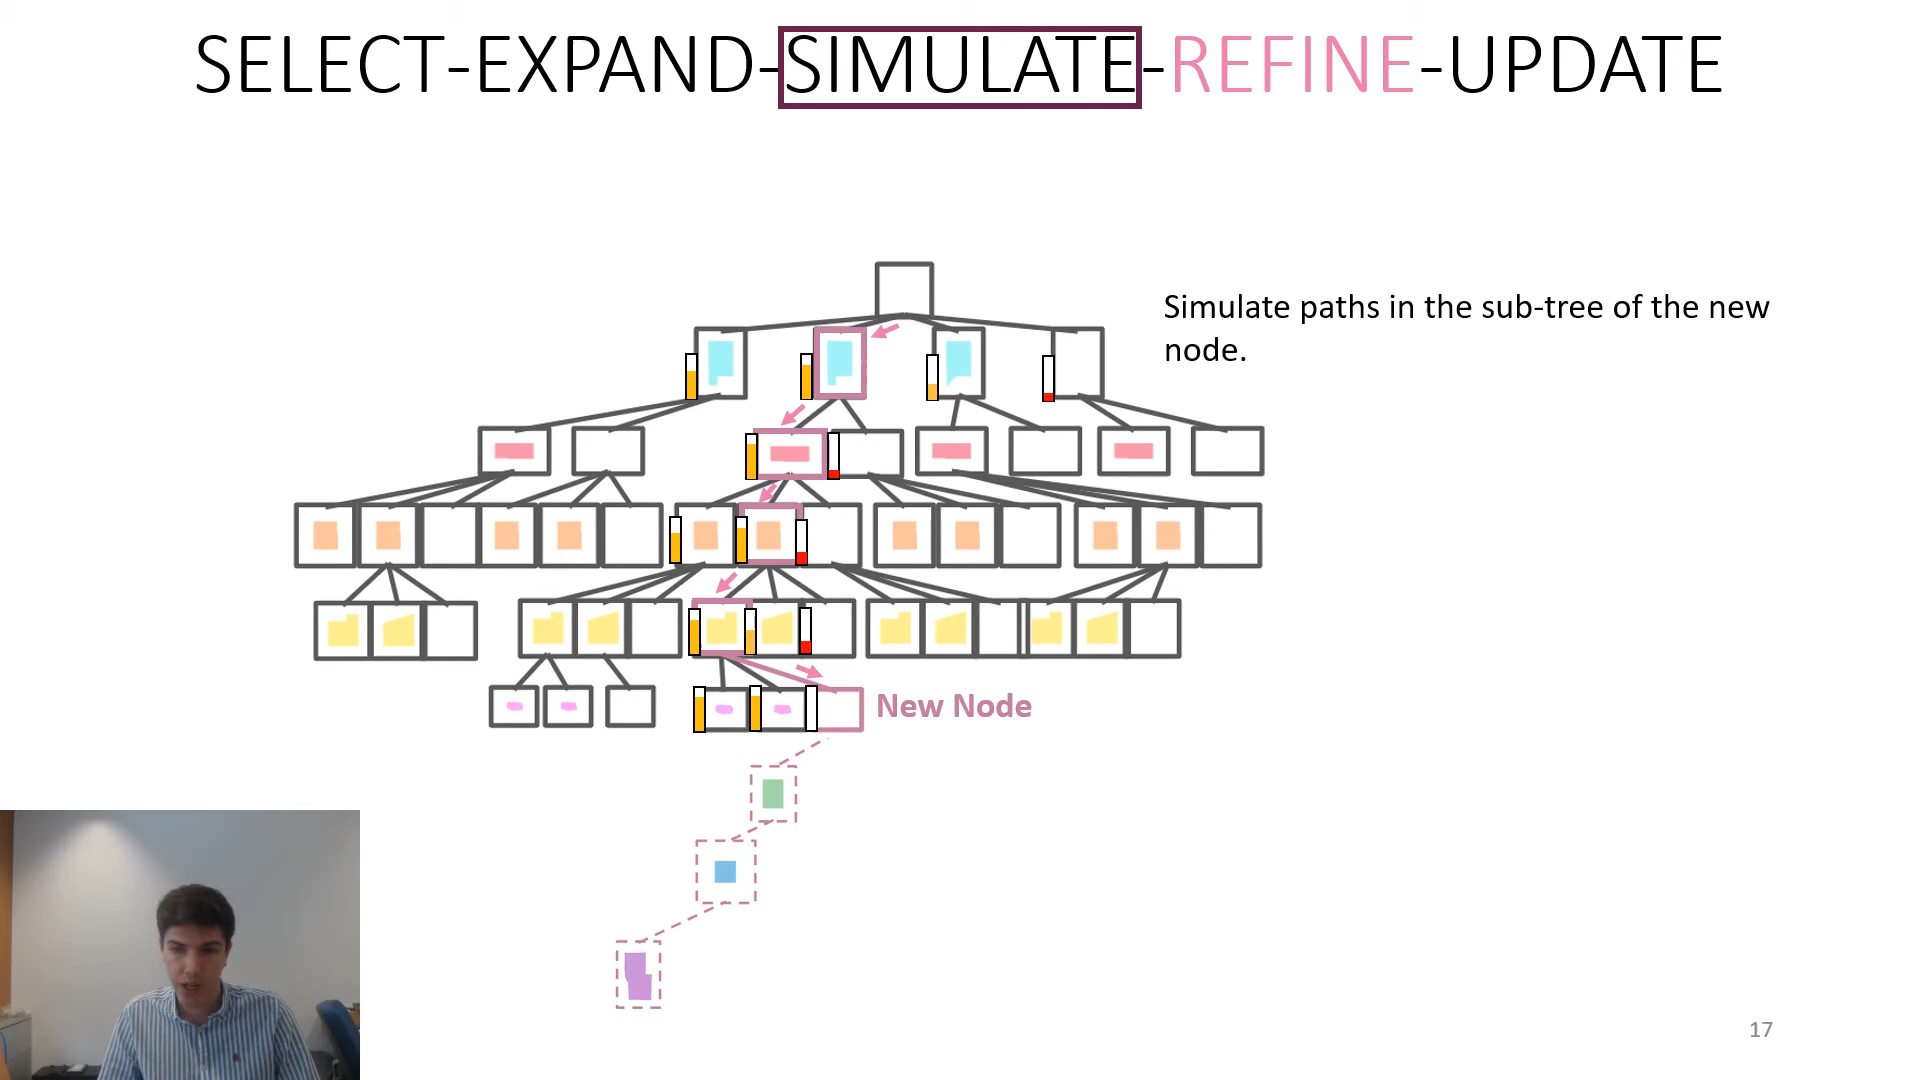 SELECT-EXPAND-SIMULATE-REFINE-UPDATE
Simulate paths in the sub-tree of the new
node.
New Node
17